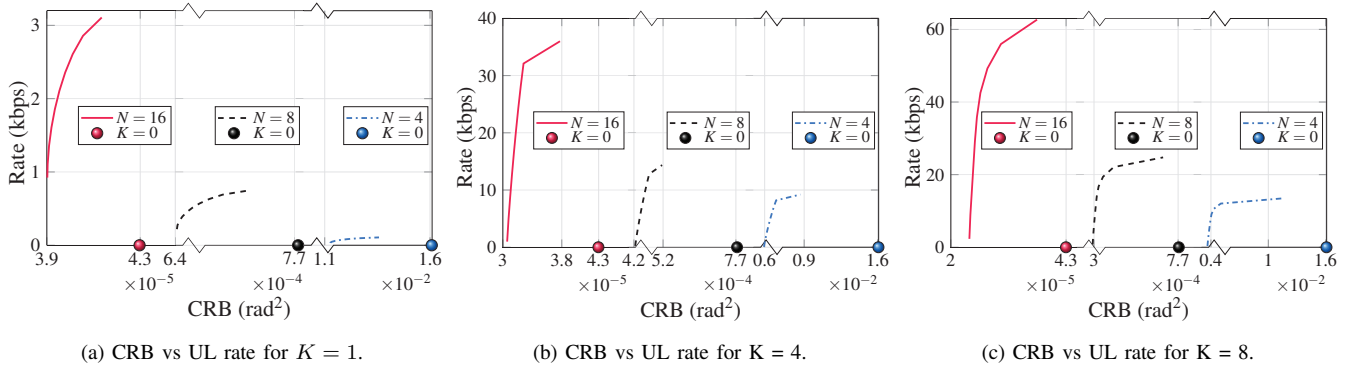 3
2
1
0
Rate (kbps)
N = 16
K = 0
N = 8
K = 0
N = 4
K = 0
3.9 4.3 6.4 7.7 1.1 1.6
×10⁻⁵ ×10⁻⁴ ×10⁻²
CRB (rad²)
(a) CRB vs UL rate for K = 1.
40
30
20
10
0
Rate (kbps)
N = 16
K = 0
N = 8
K = 0
N = 4
K = 0
3 3.8 4.3 4.2 5.2 7.7 0.6 0.9 1.6
×10⁻⁵ ×10⁻⁴ ×10⁻²
CRB (rad²)
(b) CRB vs UL rate for K = 4.
60
40
20
0
Rate (kbps)
N = 16
K = 0
N = 8
K = 0
N = 4
K = 0
2 4.3 3 7.7 0.4 1 1.6
×10⁻⁵ ×10⁻⁴ ×10⁻²
CRB (rad²)
(c) CRB vs UL rate for K = 8.